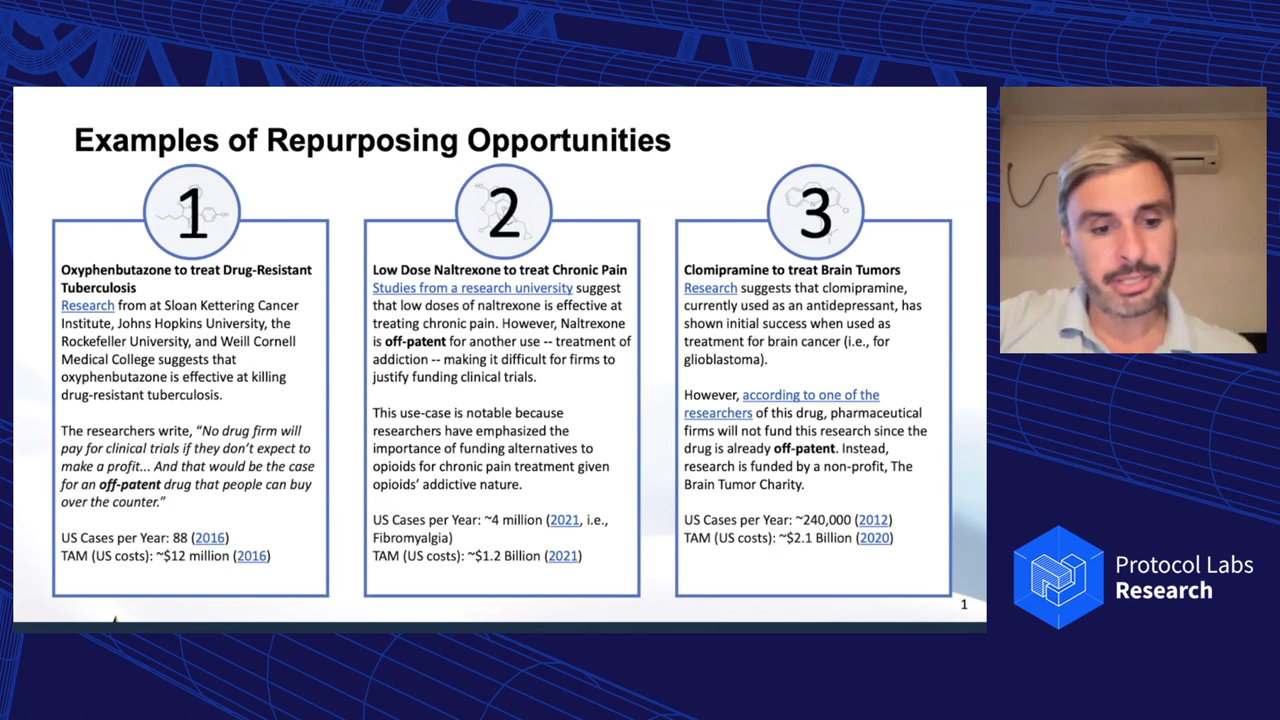 Examples of Repurposing Opportunities
1
Oxyphenbutazone to treat Drug-Resistant
Tuberculosis
Research from at Sloan Kettering Cancer
Institute, Johns Hopkins University, the
Rockefeller University, and Weill Cornell
Medical College suggests that
oxyphenbutazone is effective at killing
drug-resistant tuberculosis.
The researchers write, “No drug firm will
pay for clinical trials if they don’t expect to
make a profit... And that would be the case
for an off-patent drug that people can buy
over the counter.”
US Cases per Year: 88 (2016)
TAM (US costs): ~$12 million (2016)
2
Low Dose Naltrexone to treat Chronic Pain
Studies from a research university suggest
that low doses of naltrexone is effective at
treating chronic pain. However, Naltrexone
is off-patent for another use -- treatment of
addiction -- making it difficult for firms to
justify funding clinical trials.
This use-case is notable because
researchers have emphasized the
importance of funding alternatives to
opioids for chronic pain treatment given
opioids’ addictive nature.
US Cases per Year: ~4 million (2021, i.e.,
Fibromyalgia)
TAM (US costs): ~$1.2 Billion (2021)
3
Clomipramine to treat Brain Tumors
Research suggests that clomipramine,
currently used as an antidepressant, has
shown initial success when used as
treatment for brain cancer (i.e., for
glioblastoma).
However, according to one of the
researchers of this drug, pharmaceutical
firms will not fund this research since the
drug is already off-patent. Instead,
research is funded by a non-profit, The
Brain Tumor Charity.
US Cases per Year: ~240,000 (2012)
TAM (US costs): ~$2.1 Billion (2020)
1
Protocol Labs
Research